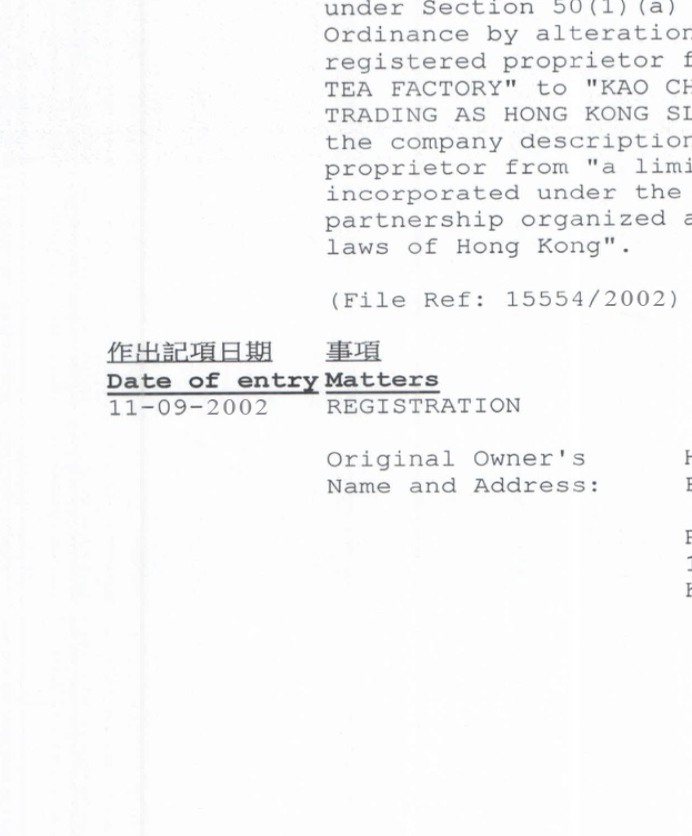 under Section 50(1)(a)
Ordinance by alteration
registered proprietor f
TEA FACTORY" to "KAO CH
TRADING AS HONG KONG SI
the company description
proprietor from "a limi
incorporated under the
partnership organized a
laws of Hong Kong".
(File Ref: 15554/2002)
作出記項日期 事項
Date of entry Matters
11-09-2002 REGISTRATION
Original Owner's H
Name and Address: